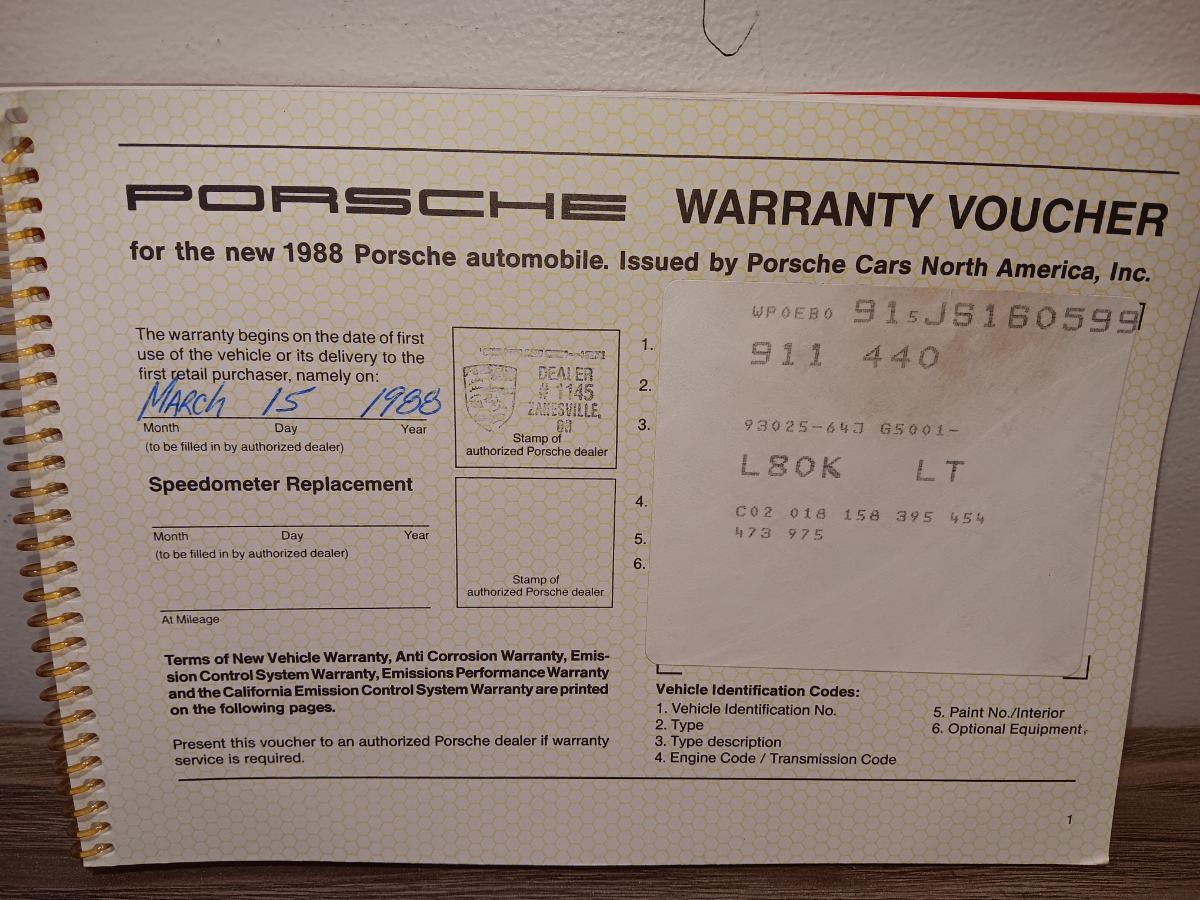 PORSCHE WARRANTY VOUCHER
for the new 1988 Porsche automobile. Issued by Porsche Cars North America, Inc.
The warranty begins on the date of first
use of the vehicle or its delivery to the
first retail purchaser, namely on:
MARCH 15 1988
Month Day Year
(to be filled in by authorized dealer)
PORSCHE
DEALER
# 1145
ZANESVILLE,
OH
Stamp of
authorized Porsche dealer
Speedometer Replacement
Month Day Year
(to be filled in by authorized dealer)
At Mileage
Stamp of
authorized Porsche dealer
Terms of New Vehicle Warranty, Anti Corrosion Warranty, Emis-
sion Control System Warranty, Emissions Performance Warranty
and the California Emission Control System Warranty are printed
on the following pages.
Present this voucher to an authorized Porsche dealer if warranty
service is required.
1.
2.
3.
4.
5.
6.
WP0EB0 915JS160599
911 440
93025-64J G5001-
L80K LT
C02 018 158 395 454
473 975
Vehicle Identification Codes:
1. Vehicle Identification No.
2. Type
3. Type description
4. Engine Code / Transmission Code
5. Paint No./Interior
6. Optional Equipment
1